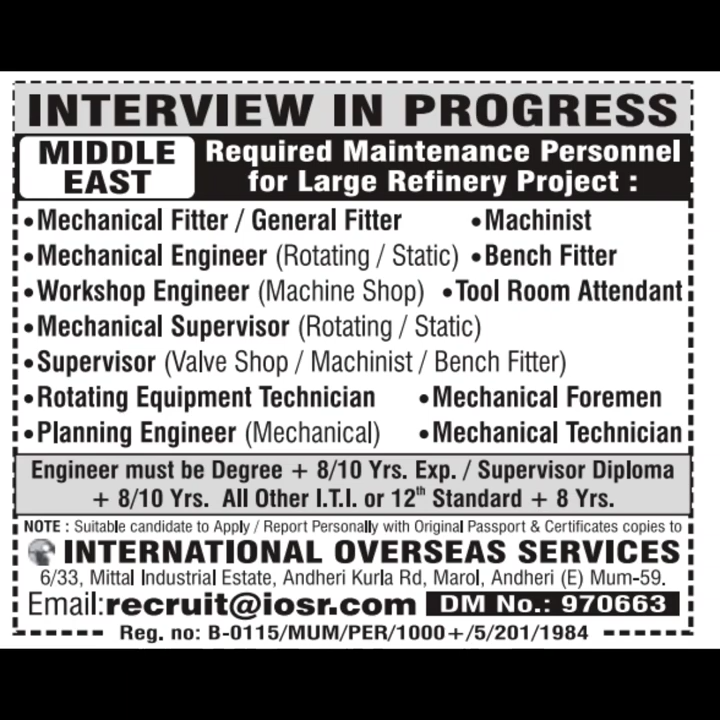 INTERVIEW IN PROGRESS
MIDDLE EAST
Required Maintenance Personnel
for Large Refinery Project :
•Mechanical Fitter / General Fitter •Machinist
•Mechanical Engineer (Rotating / Static) •Bench Fitter
•Workshop Engineer (Machine Shop) •Tool Room Attendant
•Mechanical Supervisor (Rotating / Static)
•Supervisor (Valve Shop / Machinist / Bench Fitter)
•Rotating Equipment Technician •Mechanical Foremen
•Planning Engineer (Mechanical) •Mechanical Technician
Engineer must be Degree + 8/10 Yrs. Exp. / Supervisor Diploma
+ 8/10 Yrs. All Other I.T.I. or 12th Standard + 8 Yrs.
NOTE : Suitable candidate to Apply / Report Personally with Original Passport & Certificates copies to
INTERNATIONAL OVERSEAS SERVICES
6/33, Mittal Industrial Estate, Andheri Kurla Rd, Marol, Andheri (E) Mum-59.
Email:recruit@iosr.com DM No.: 970663
Reg. no: B-0115/MUM/PER/1000+/5/201/1984